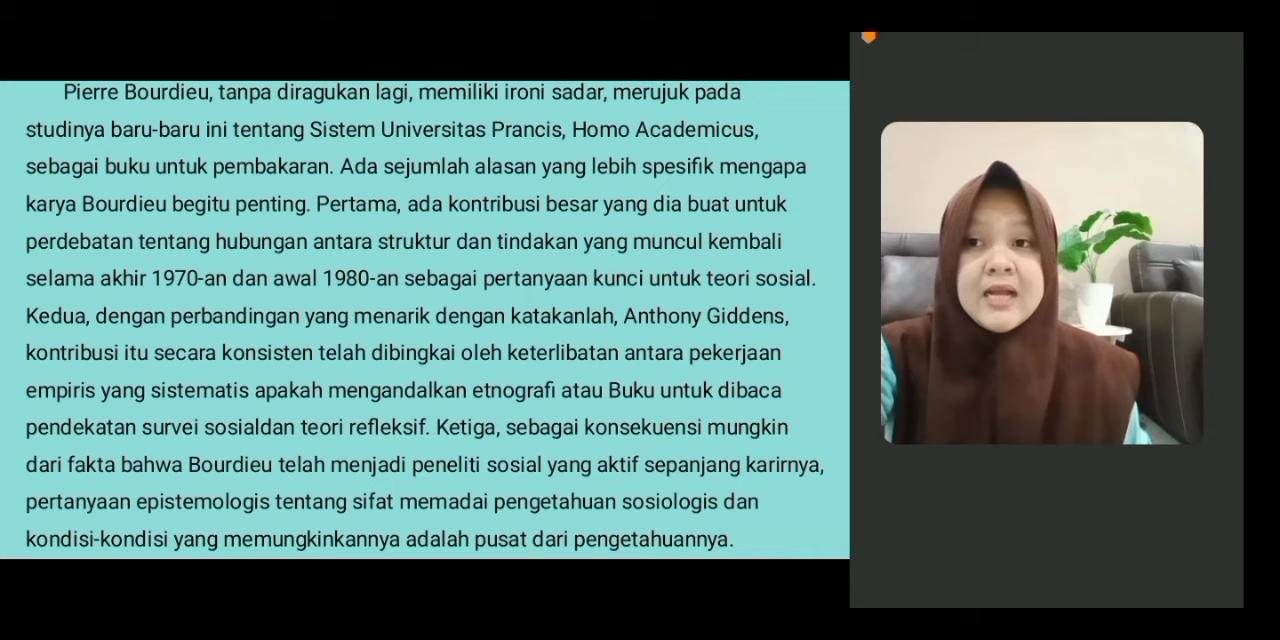 Pierre Bourdieu, tanpa diragukan lagi, memiliki ironi sadar, merujuk pada
studinya baru-baru ini tentang Sistem Universitas Prancis, Homo Academicus,
sebagai buku untuk pembakaran. Ada sejumlah alasan yang lebih spesifik mengapa
karya Bourdieu begitu penting. Pertama, ada kontribusi besar yang dia buat untuk
perdebatan tentang hubungan antara struktur dan tindakan yang muncul kembali
selama akhir 1970-an dan awal 1980-an sebagai pertanyaan kunci untuk teori sosial.
Kedua, dengan perbandingan yang menarik dengan katakanlah, Anthony Giddens,
kontribusi itu secara konsisten telah dibingkai oleh keterlibatan antara pekerjaan
empiris yang sistematis apakah mengandalkan etnografi atau Buku untuk dibaca
pendekatan survei sosialdan teori refleksif. Ketiga, sebagai konsekuensi mungkin
dari fakta bahwa Bourdieu telah menjadi peneliti sosial yang aktif sepanjang karirnya,
pertanyaan epistemologis tentang sifat memadai pengetahuan sosiologis dan
kondisi-kondisi yang memungkinkannya adalah pusat dari pengetahuannya.